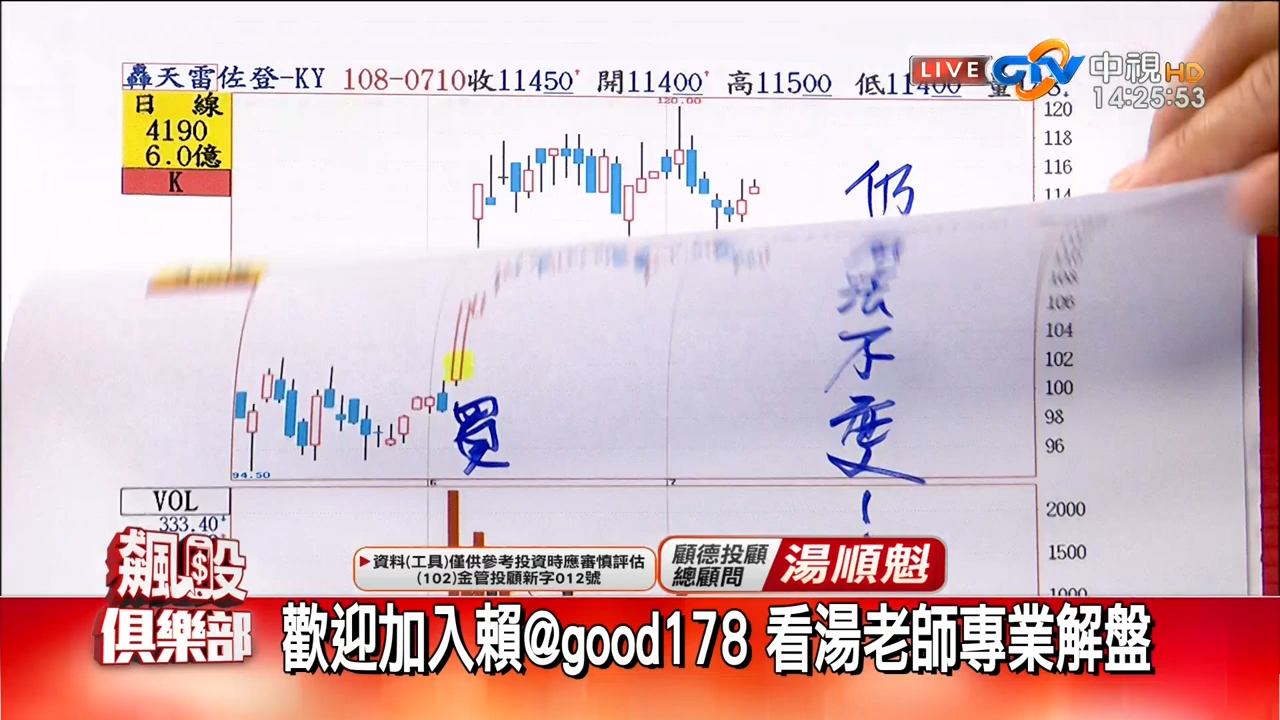 轟天雷佐登-KY 108-0710收11450 開11400 高11500 低11400 量
LIVE CTV 中視HD
14:25:53
日 線
4190
6.0億
K
120.00
120
118
116
114
106
104
102
100
98
96
仍
不
變
!
買
94.50
6
7
VOL
333.40
2000
1500
1000
飆股
俱樂部
資料(工具)僅供參考投資時應審慎評估
(102)金管投顧新字012號
顧德投顧
總顧問
湯順魁
歡迎加入賴@good178 看湯老師專業解盤